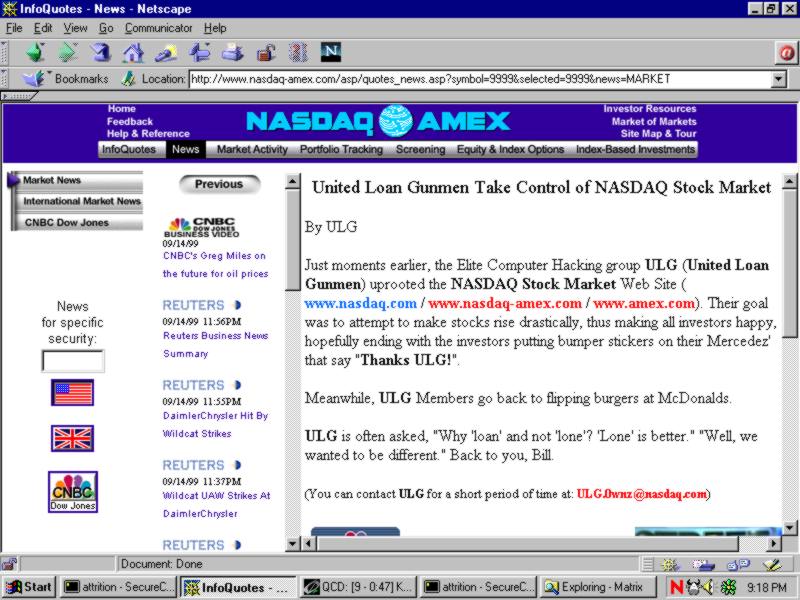 InfoQuotes - News - Netscape
File Edit View Go Communicator Help
Bookmarks Location: http://www.nasdaq-amex.com/asp/quotes_news.asp?symbol=9999&selected=9999&news=MARKET
Home
Feedback
Help & Reference
NASDAQ AMEX
Investor Resources
Market of Markets
Site Map & Tour
InfoQuotes News Market Activity Portfolio Tracking Screening Equity & Index Options Index-Based Investments
Market News
International Market News
CNBC Dow Jones
News
for specific
security:
CNBC
Dow Jones
Previous
CNBC
DOW JONES
BUSINESS VIDEO
09/14/99
CNBC's Greg Miles on
the future for oil prices
REUTERS
09/14/99 11:56PM
Reuters Business News
Summary
REUTERS
09/14/99 11:55PM
DaimlerChrysler Hit By
Wildcat Strikes
REUTERS
09/14/99 11:37PM
Wildcat UAW Strikes At
DaimlerChrysler
REUTERS
United Loan Gunmen Take Control of NASDAQ Stock Market
By ULG
Just moments earlier, the Elite Computer Hacking group ULG (United Loan
Gunmen) uprooted the NASDAQ Stock Market Web Site (
www.nasdaq.com / www.nasdaq-amex.com / www.amex.com). Their goal
was to attempt to make stocks rise drastically, thus making all investors happy,
hopefully ending with the investors putting bumper stickers on their Mercedez'
that say "Thanks ULG!".
Meanwhile, ULG Members go back to flipping burgers at McDonalds.
ULG is often asked, "Why 'loan' and not 'lone'? 'Lone' is better." "Well, we
wanted to be different." Back to you, Bill.
(You can contact ULG for a short period of time at: ULG.0wnz@nasdaq.com)
Document: Done
Start attrition - SecureC... InfoQuotes - ... QCD: [9 - 0:47] K... attrition - SecureC... Exploring - Matrix N 9:18 PM